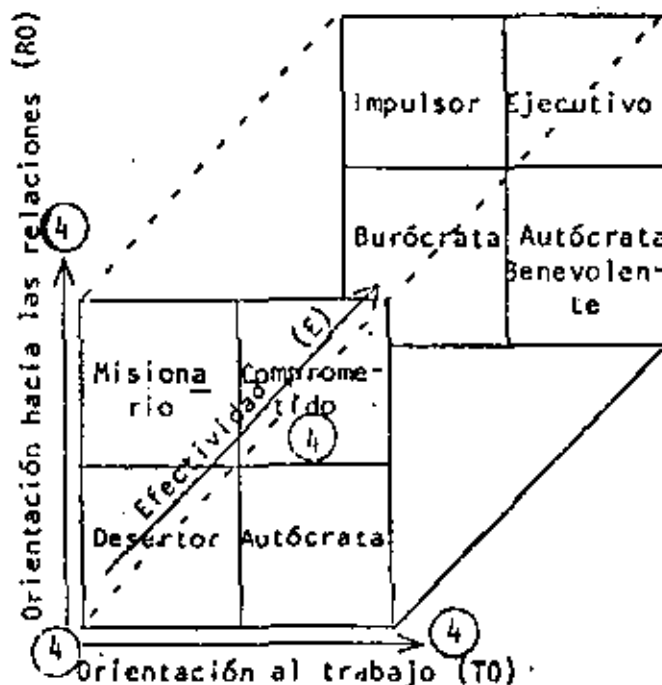 Orientación hacia las relaciones (RO)
Impulsor
Ejecutivo
Burócrata
Autócrata
Benevolen-
te
4
Misiona
rio
Comprome-
tido
Efectividad (E)
4
Desertor
Autócrata
4
4
Orientación al trabajo (TO)